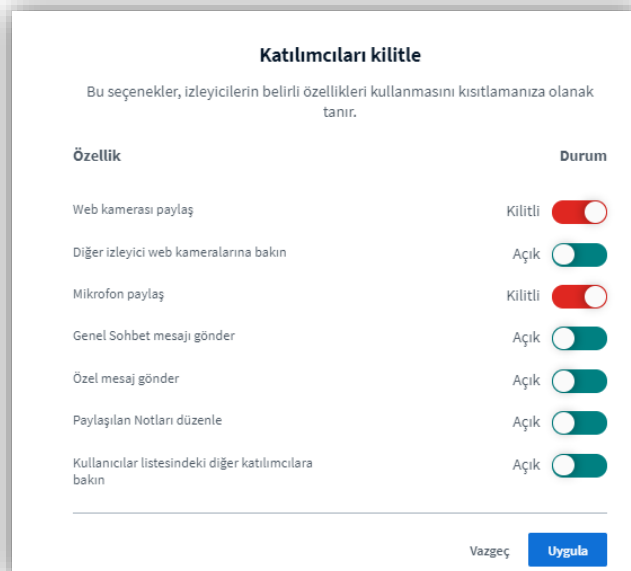 Katılımcıları kilitle
Bu seçenekler, izleyicilerin belirli özellikleri kullanmasını kısıtlamanıza olanak
tanır.
Özellik Durum
Web kamerası paylaş Kilitli
Diğer izleyici web kameralarına bakın Açık
Mikrofon paylaş Kilitli
Genel Sohbet mesajı gönder Açık
Özel mesaj gönder Açık
Paylaşılan Notları düzenle Açık
Kullanıcılar listesindeki diğer katılımcılara
bakın Açık
Vazgeç Uygula